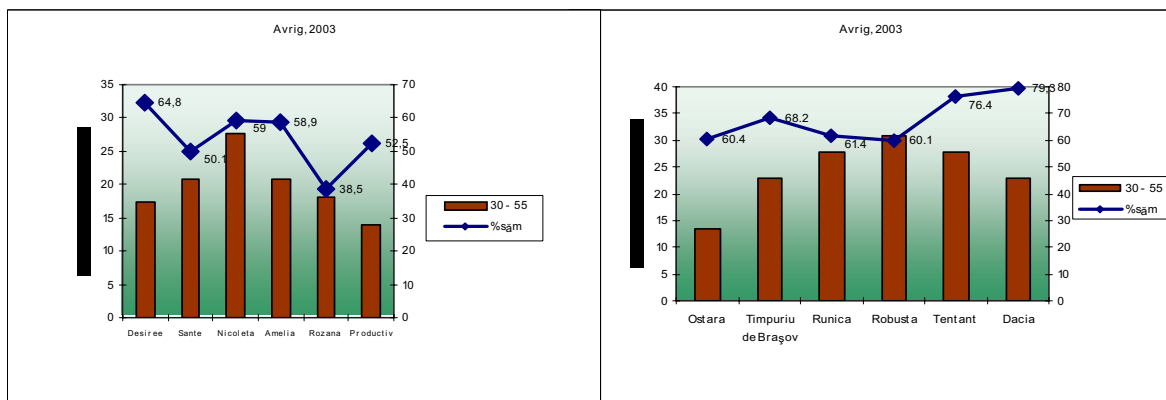 Avrig, 2003
35
30
25
20
15
10
5
0
70
60
50
40
30
20
10
0
64,8
50.1
59
58,9
38,5
52,5
Desiree
Sante
Nicoleta
Amelia
Rozana
Productiv
30 - 55
%săm
Avrig, 2003
40
35
30
25
20
15
10
5
0
80
70
60
50
40
30
20
10
0
60.4
68.2
61.4
60.1
76.4
79,3
Ostara
Timpuriu
de Braşov
Runica
Robusta
Tentant
Dacia
30 - 55
%săm